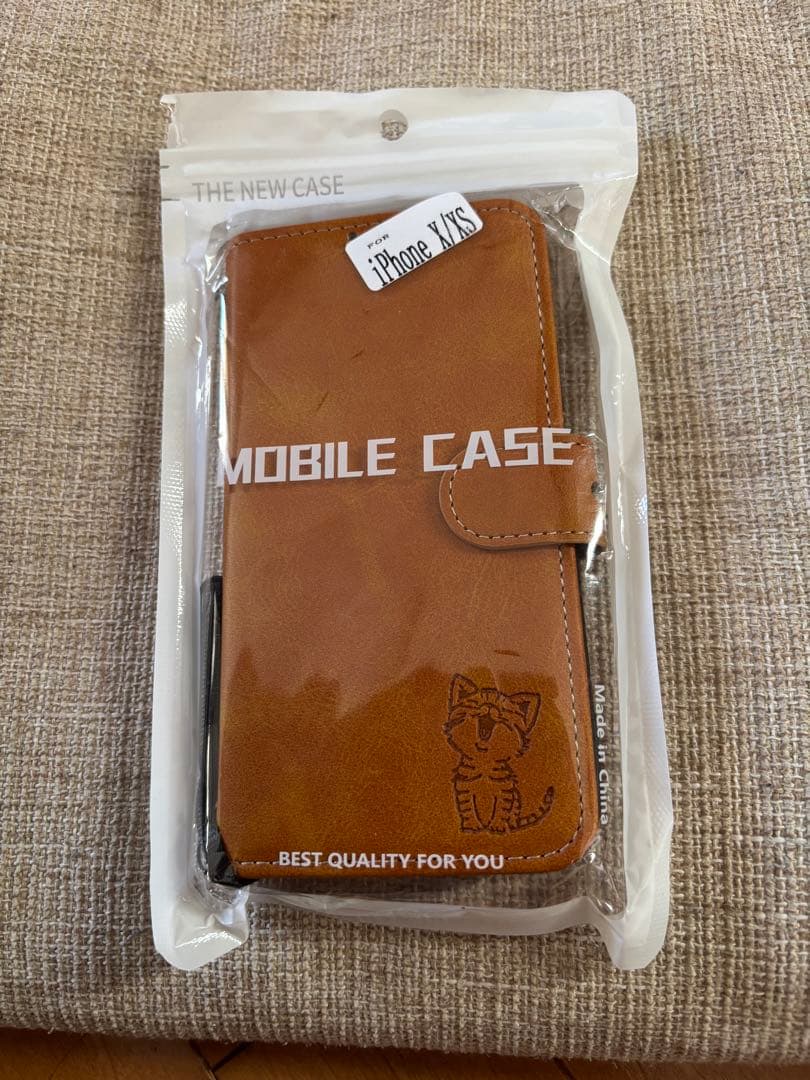 THE NEW CASE
FOR
iPhone X/XS
MOBILE CASE
Made in China
BEST QUALITY FOR YOU